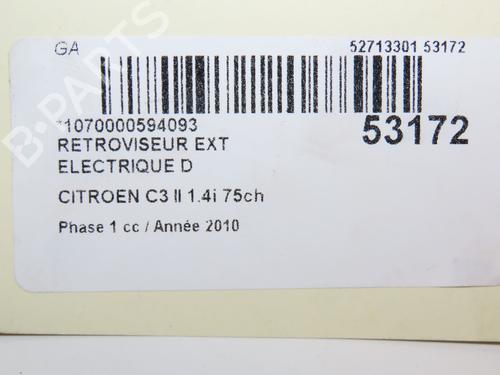 GA
52713301 53172
*1070000594093
53172
RETROVISEUR EXT
ELECTRIQUE D
CITROEN C3 II 1.4i 75ch
Phase 1 cc / Année 2010
B-PARTS